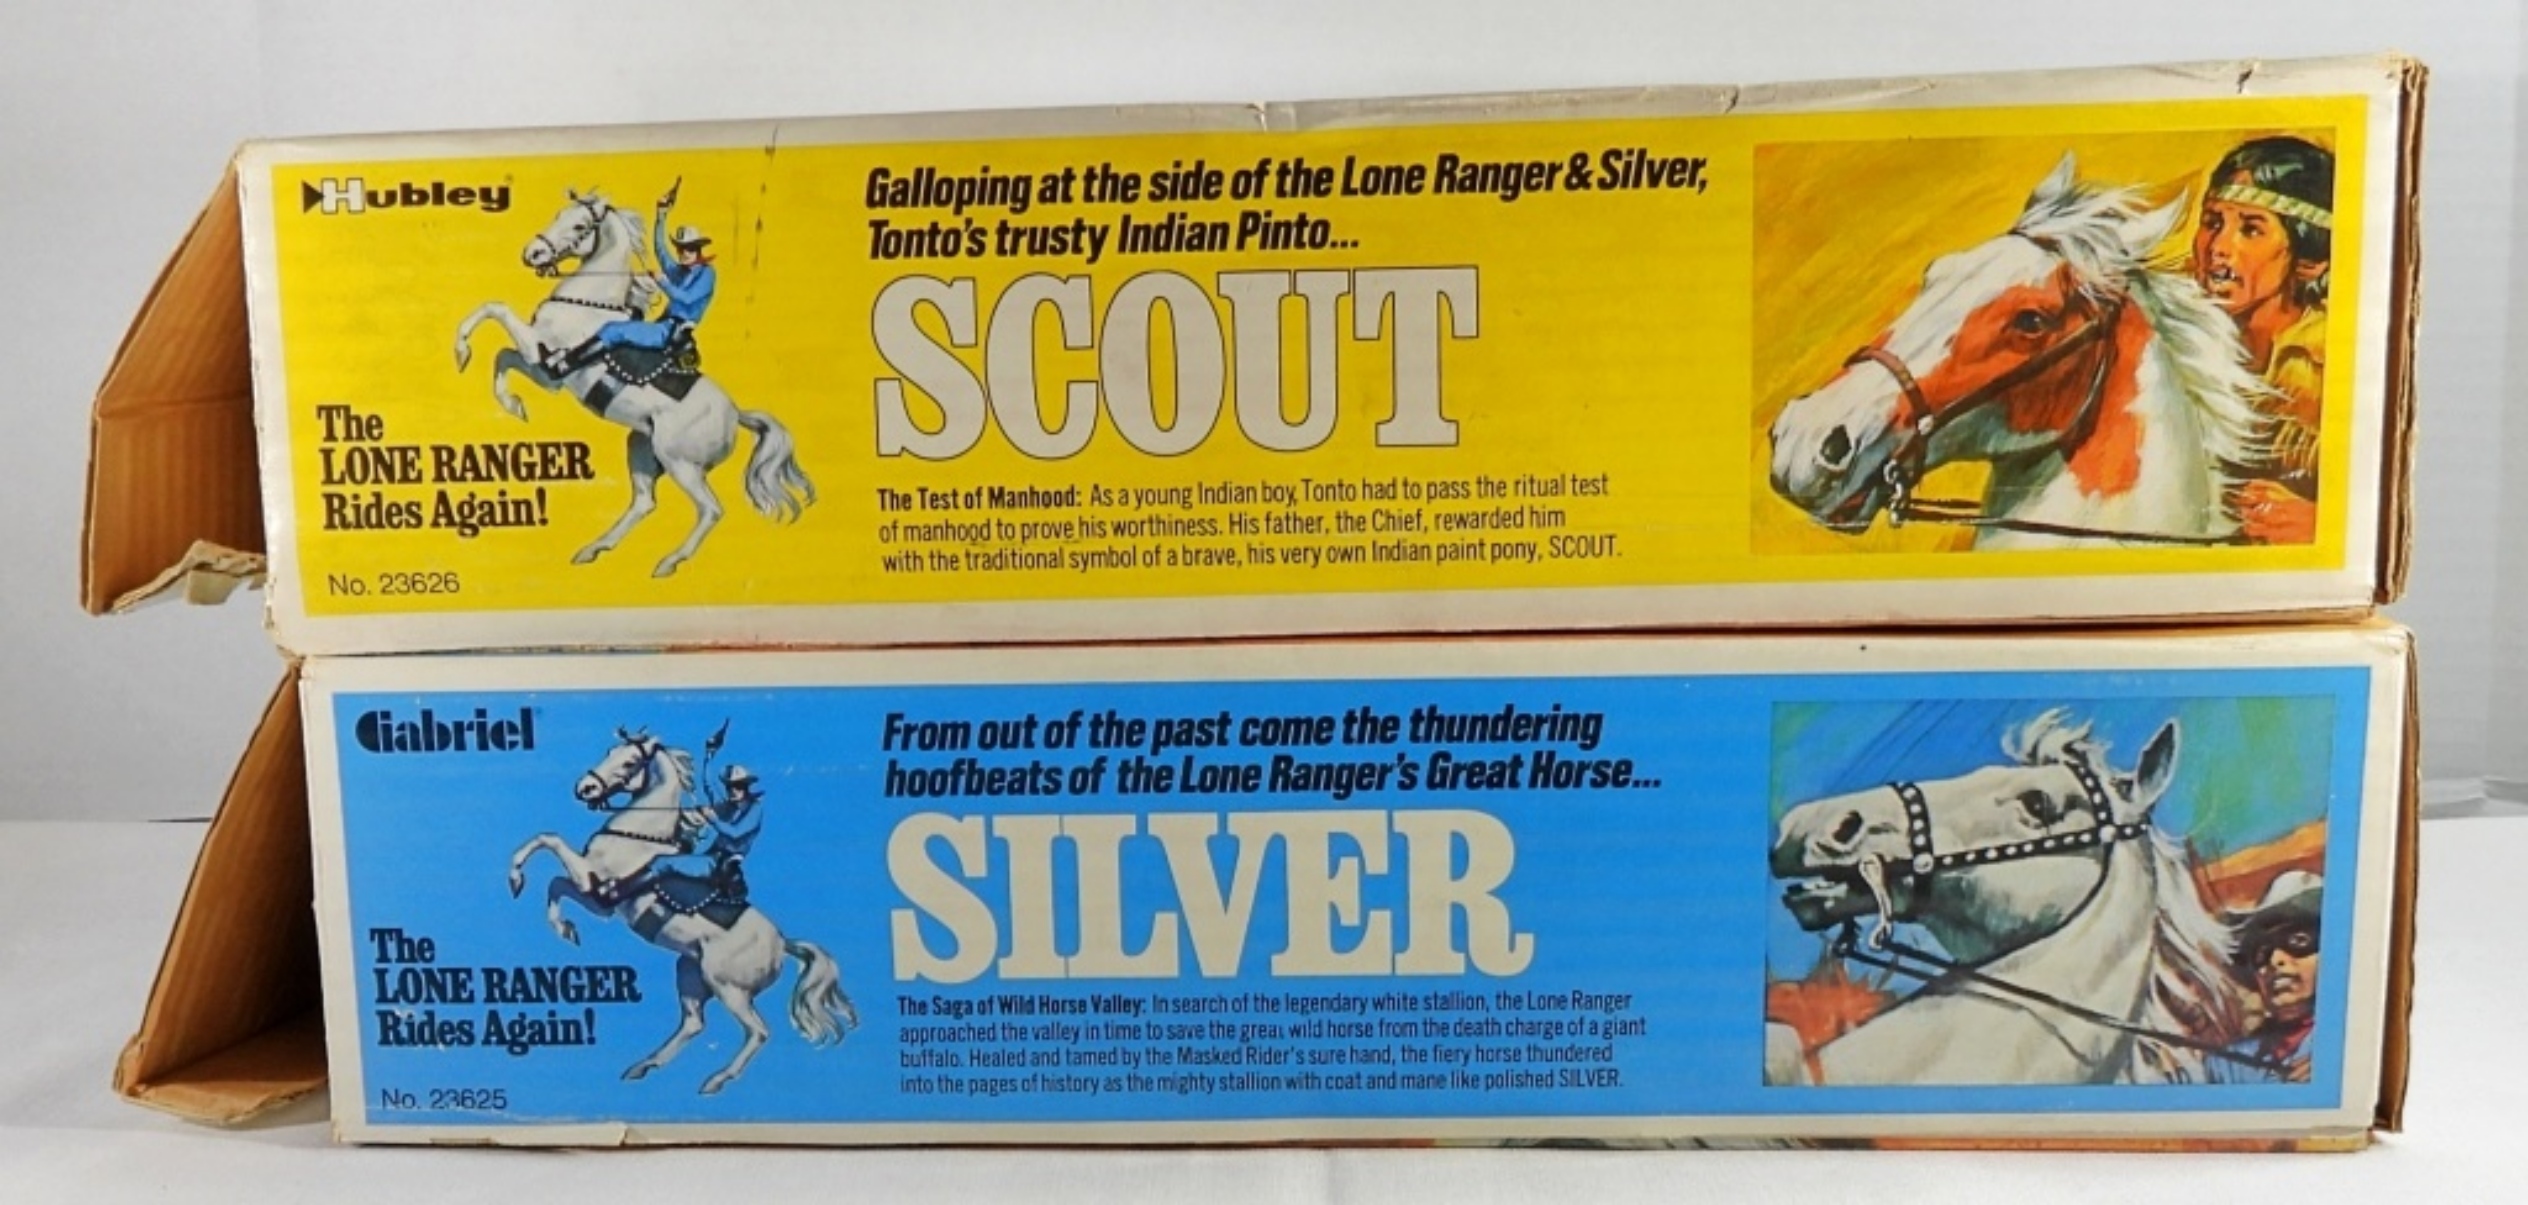 Hubley
The
LONE RANGER
Rides Again!
No. 23626
Galloping at the side of the Lone Ranger & Silver,
Tonto's trusty Indian Pinto...
SCOUT
The Test of Manhood: As a young Indian boy, Tonto had to pass the ritual test
of manhood to prove his worthiness. His father, the Chief, rewarded him
with the traditional symbol of a brave, his very own Indian paint pony, SCOUT.
Gabriel
The
LONE RANGER
Rides Again!
No. 23625
From out of the past come the thundering
hoofbeats of the Lone Ranger's Great Horse...
SILVER
The Saga of Wild Horse Valley: In search of the legendary white stallion, the Lone Ranger
approached the valley in time to save the great wild horse from the death charge of a giant
buffalo. Healed and tamed by the Masked Rider's sure hand, the fiery horse thundered
into the pages of history as the mighty stallion with coat and mane like polished SILVER.